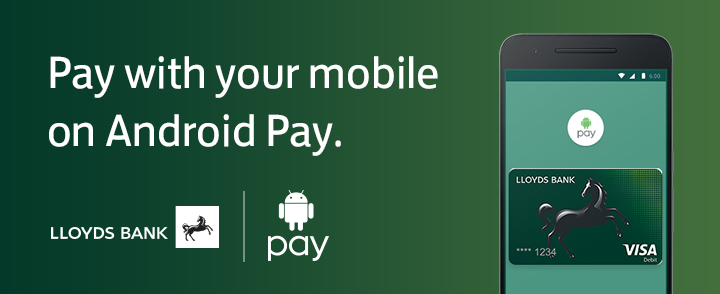 Pay with your mobile
on Android Pay.
LLOYDS BANK
pay
6:00
pay
LLOYDS BANK
**** 1234
VISA
Debit